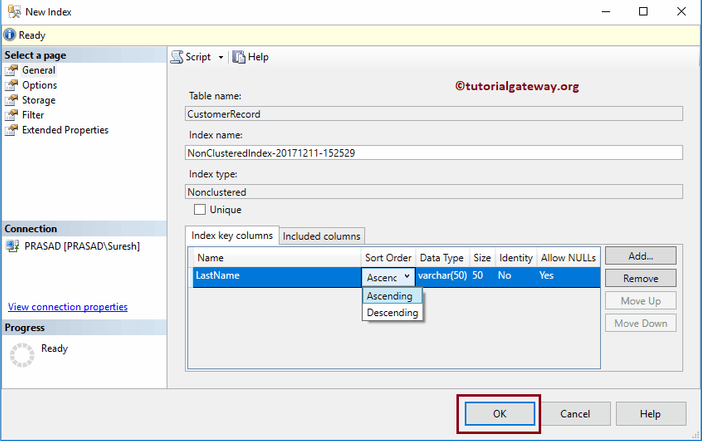 New Index
Ready
Select a page
General
Options
Storage
Filter
Extended Properties
Connection
PRASAD [PRASAD\Suresh]
View connection properties
Progress
Ready
Script Help
©tutorialgateway.org
Table name:
CustomerRecord
Index name:
NonClusteredIndex-20171211-152529
Index type:
Nonclustered
Unique
Index key columns Included columns
Name Sort Order Data Type Size Identity Allow NULLs
LastName Ascenc varchar(50) 50 No Yes
Ascending
Descending
Add...
Remove
Move Up
Move Down
OK Cancel Help